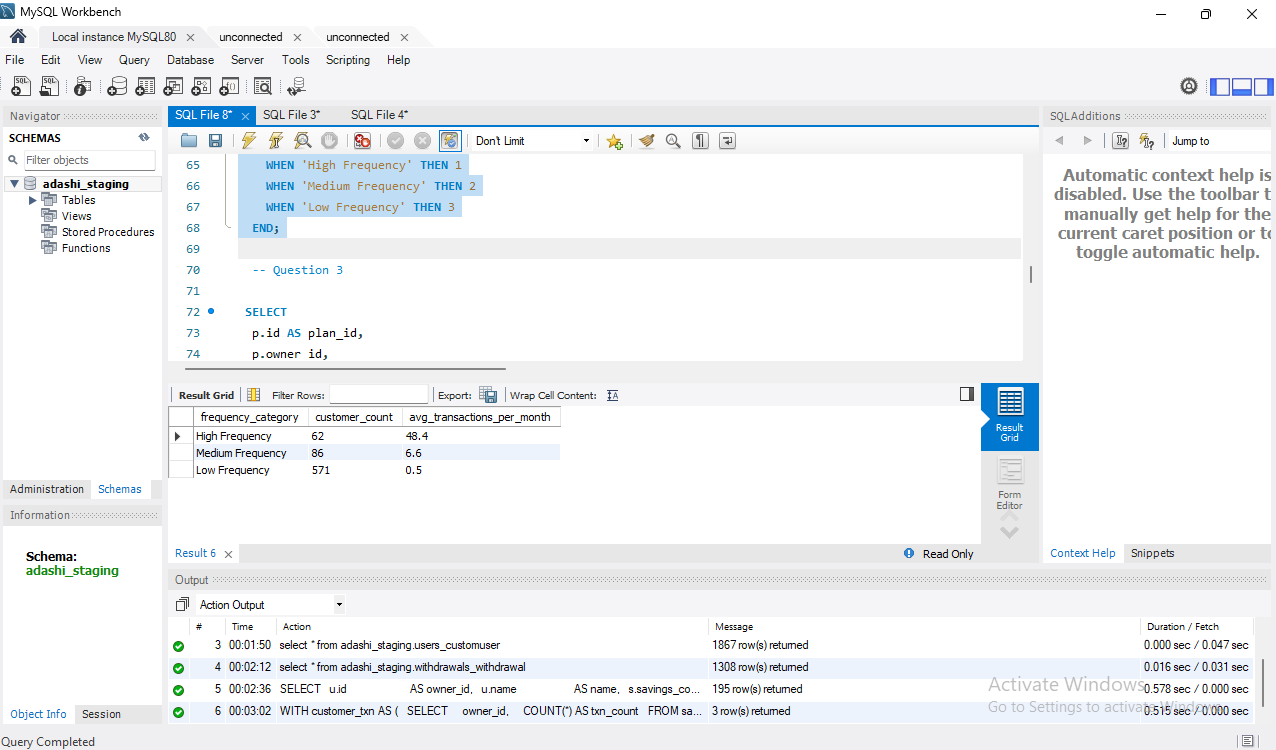 MySQL Workbench
Local instance MySQL80 unconnected unconnected
File Edit View Query Database Server Tools Scripting Help
Navigator
SCHEMAS
Filter objects
adashi_staging
Tables
Views
Stored Procedures
Functions
Administration Schemas
Information
Schema:
adashi_staging
Object Info Session
SQL File 8* SQL File 3* SQL File 4*
Don't Limit
65 WHEN 'High Frequency' THEN 1
66 WHEN 'Medium Frequency' THEN 2
67 WHEN 'Low Frequency' THEN 3
68 END;
69
70 -- Question 3
71
72 SELECT
73 p.id AS plan_id,
74 p.owner id,
Result Grid Filter Rows: Export: Wrap Cell Content:
frequency_category customer_count avg_transactions_per_month
High Frequency 62 48.4
Medium Frequency 86 6.6
Low Frequency 571 0.5
Result Grid
Form Editor
Result 6 Read Only
SQLAdditions
Jump to
Automatic context help is
disabled. Use the toolbar t
manually get help for the
current caret position or to
toggle automatic help.
Context Help Snippets
Output
Action Output
# Time Action Message Duration / Fetch
3 00:01:50 select * from adashi_staging.users_customuser 1867 row(s) returned 0.000 sec / 0.047 sec
4 00:02:12 select * from adashi_staging.withdrawals_withdrawal 1308 row(s) returned 0.016 sec / 0.031 sec
5 00:02:36 SELECT u.id AS owner_id, u.name AS name, s.savings_co... 195 row(s) returned 0.578 sec / 0.000 sec
6 00:03:02 WITH customer_txn AS ( SELECT owner_id, COUNT(*) AS txn_count FROM sa... 3 row(s) returned 0.515 sec / 0.000 sec
Activate Windows
Go to Settings to activate Windows.
Query Completed